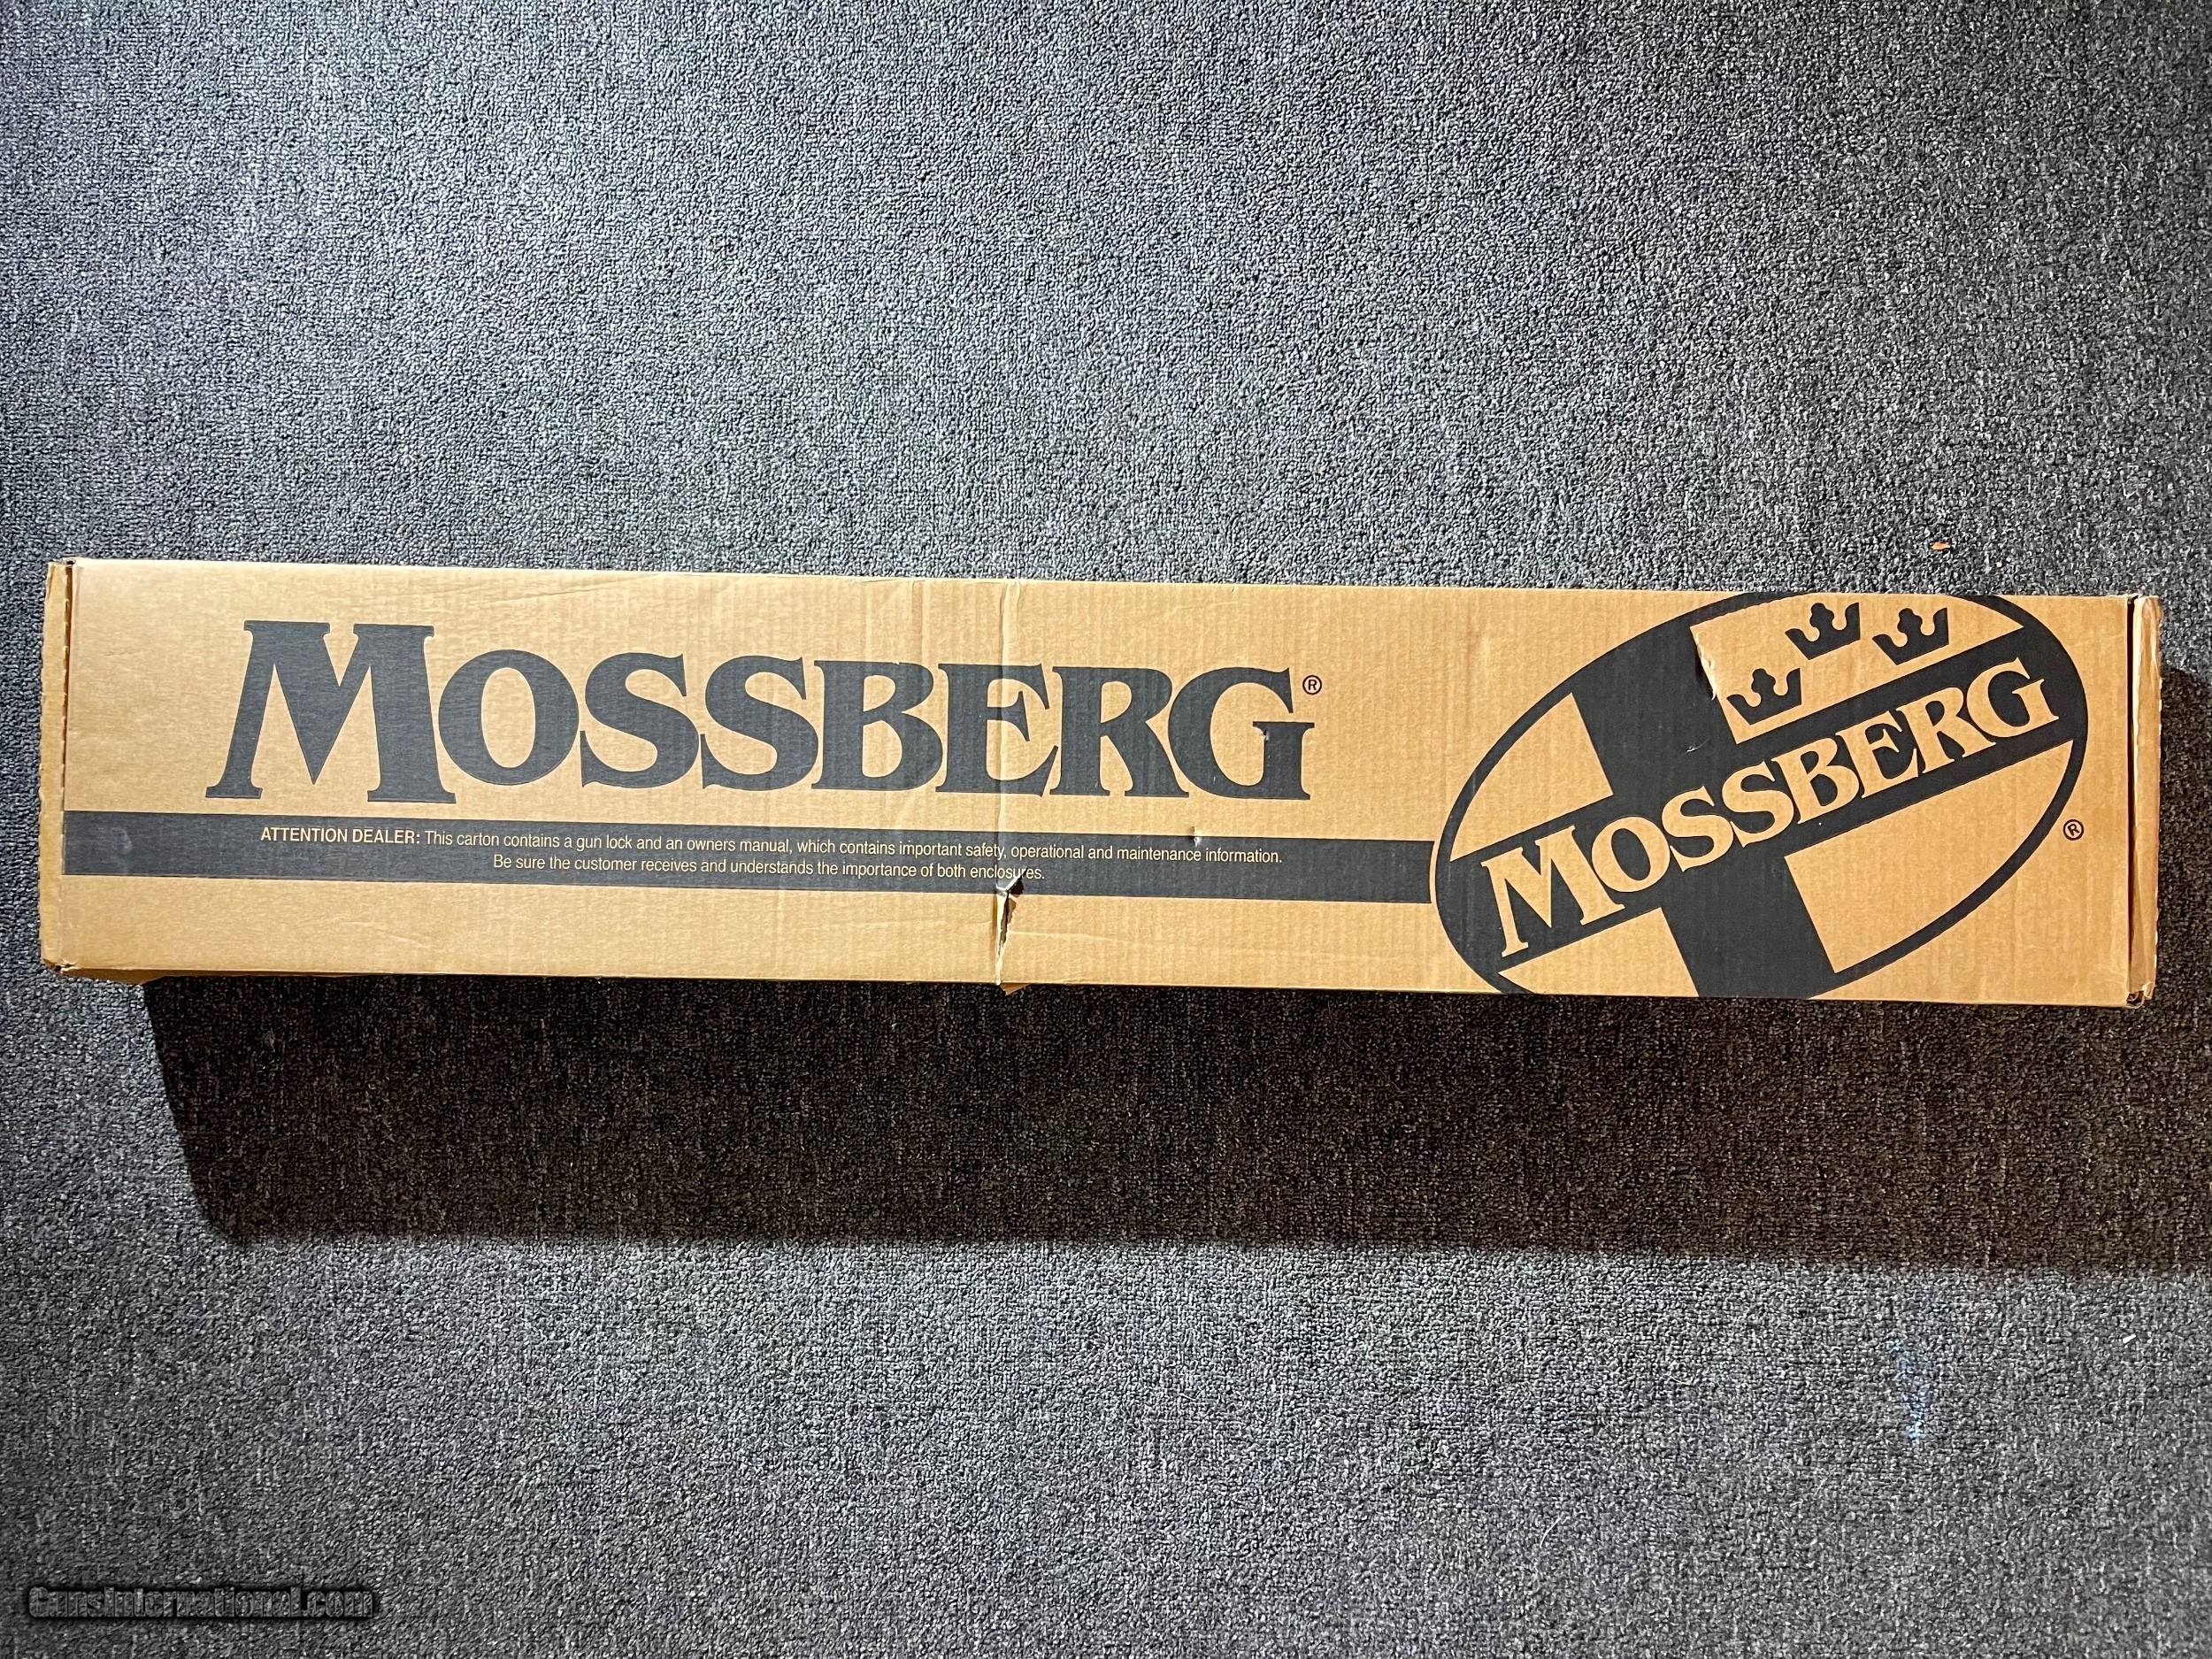 MOSSBERG®
MOSSBERG
®
ATTENTION DEALER: This carton contains a gun lock and an owners manual, which contains important safety, operational and maintenance information.
Be sure the customer receives and understands the importance of both enclosures.
GunsInternational.com